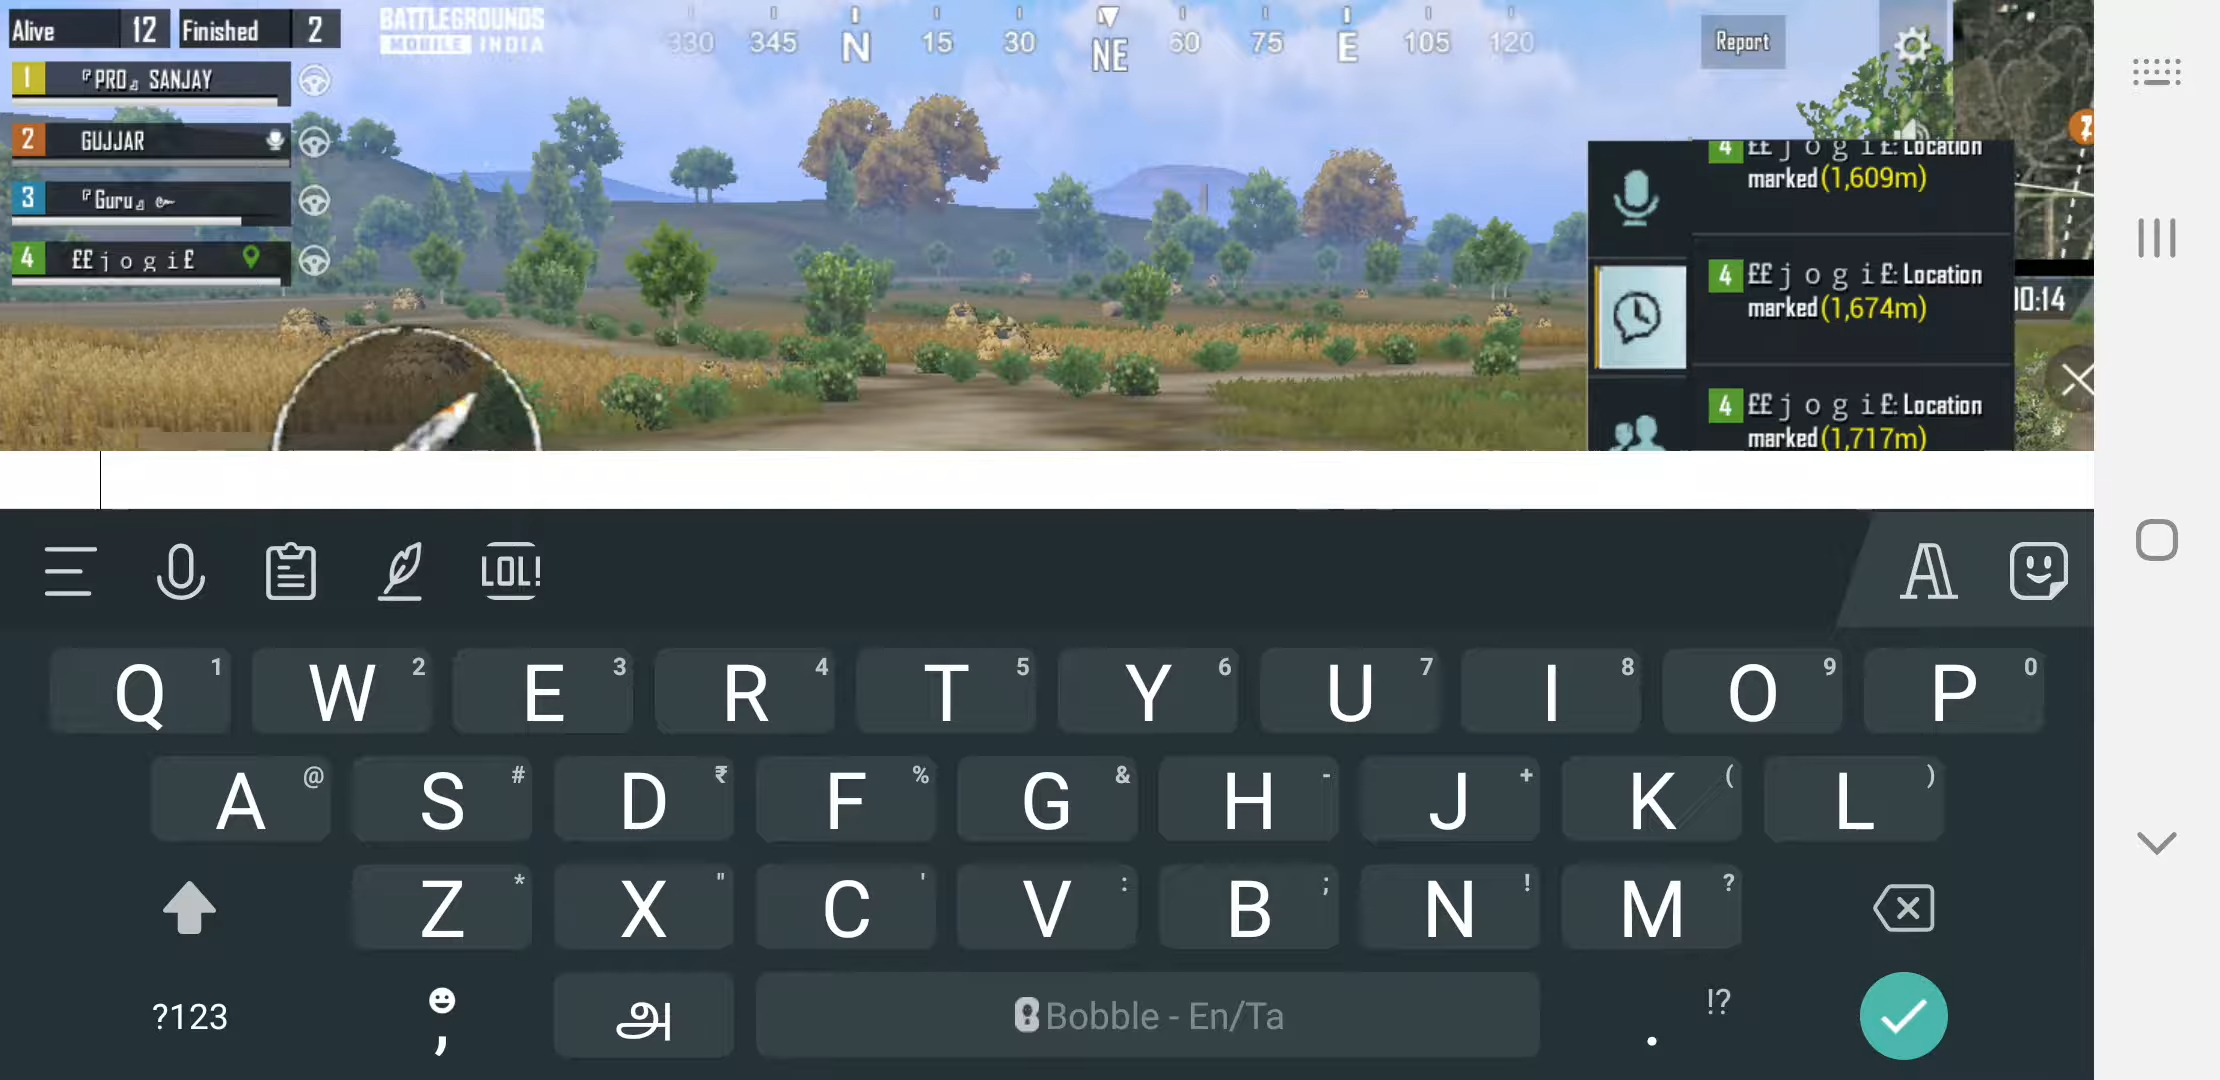 Alive 12 Finished 2
BATTLEGROUNDS
MOBILE INDIA
330 345 N 15 30 NE 60 75 E 105 120
Report
1 『PRO』 SANJAY
2 GUJJAR
3 『Guru』
4 ££ j o g i £
4 ££ j o g i £: Location
marked (1,609m)
4 ££ j o g i £: Location
marked (1,674m)
00:14
4 ££ j o g i £: Location
marked (1,717m)
LOL!
Q 1 W 2 E 3 R 4 T 5 Y 6 U 7 I 8 O 9 P 0
A @ S # D ₹ F % G & H - J + K ( L )
Z * X " C ' V : B ; N ! M ?
?123 , அ Bobble - En/Ta . !?